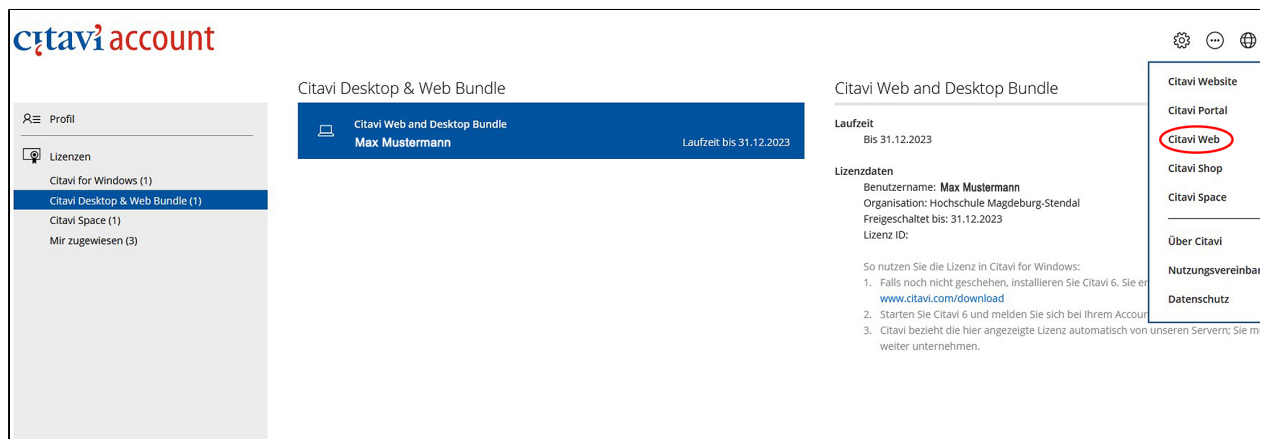 citavi account
Profil
Lizenzen
Citavi for Windows (1)
Citavi Desktop & Web Bundle (1)
Citavi Space (1)
Mir zugewiesen (3)
Citavi Desktop & Web Bundle
Citavi Web and Desktop Bundle
Max Mustermann
Laufzeit bis 31.12.2023
Citavi Web and Desktop Bundle
Laufzeit
Bis 31.12.2023
Lizenzdaten
Benutzername: Max Mustermann
Organisation: Hochschule Magdeburg-Stendal
Freigeschaltet bis: 31.12.2023
Lizenz ID:
So nutzen Sie die Lizenz in Citavi for Windows:
1. Falls noch nicht geschehen, installieren Sie Citavi 6. Sie er
www.citavi.com/download
2. Starten Sie Citavi 6 und melden Sie sich bei Ihrem Accour
3. Citavi bezieht die hier angezeigte Lizenz automatisch von unseren Servern; Sie m
weiter unternehmen.
Citavi Website
Citavi Portal
Citavi Web
Citavi Shop
Citavi Space
Über Citavi
Nutzungsvereinbar
Datenschutz